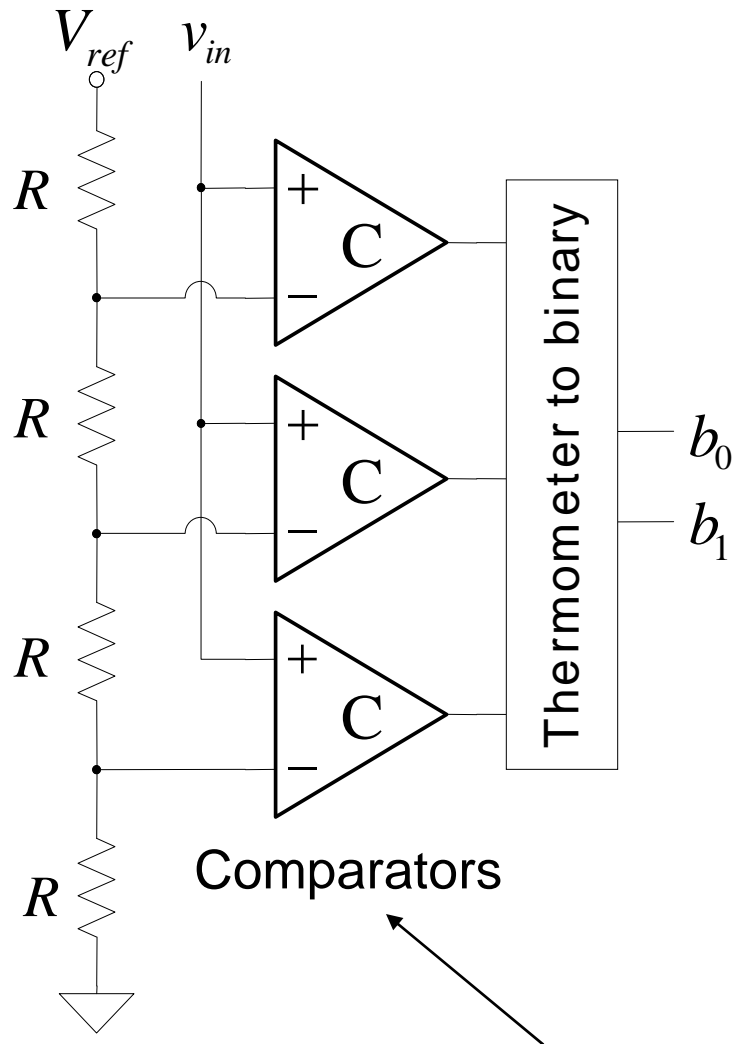 V_ref v_in
R
+
C
−
R
+
C
−
R
+
C
−
R
Thermometer to binary
b_0
b_1
Comparators